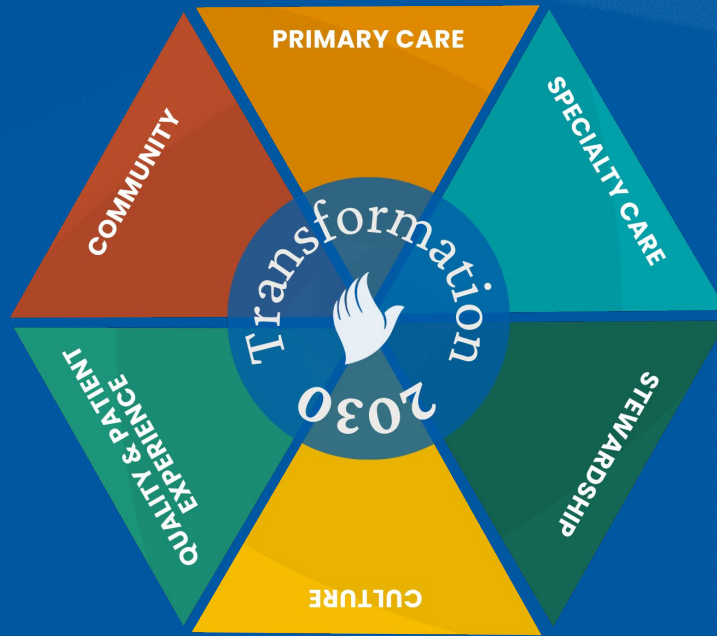 PRIMARY CARE
SPECIALTY CARE
STEWARDSHIP
CULTURE
QUALITY & PATIENT
EXPERIENCE
COMMUNITY
Transformation
2030